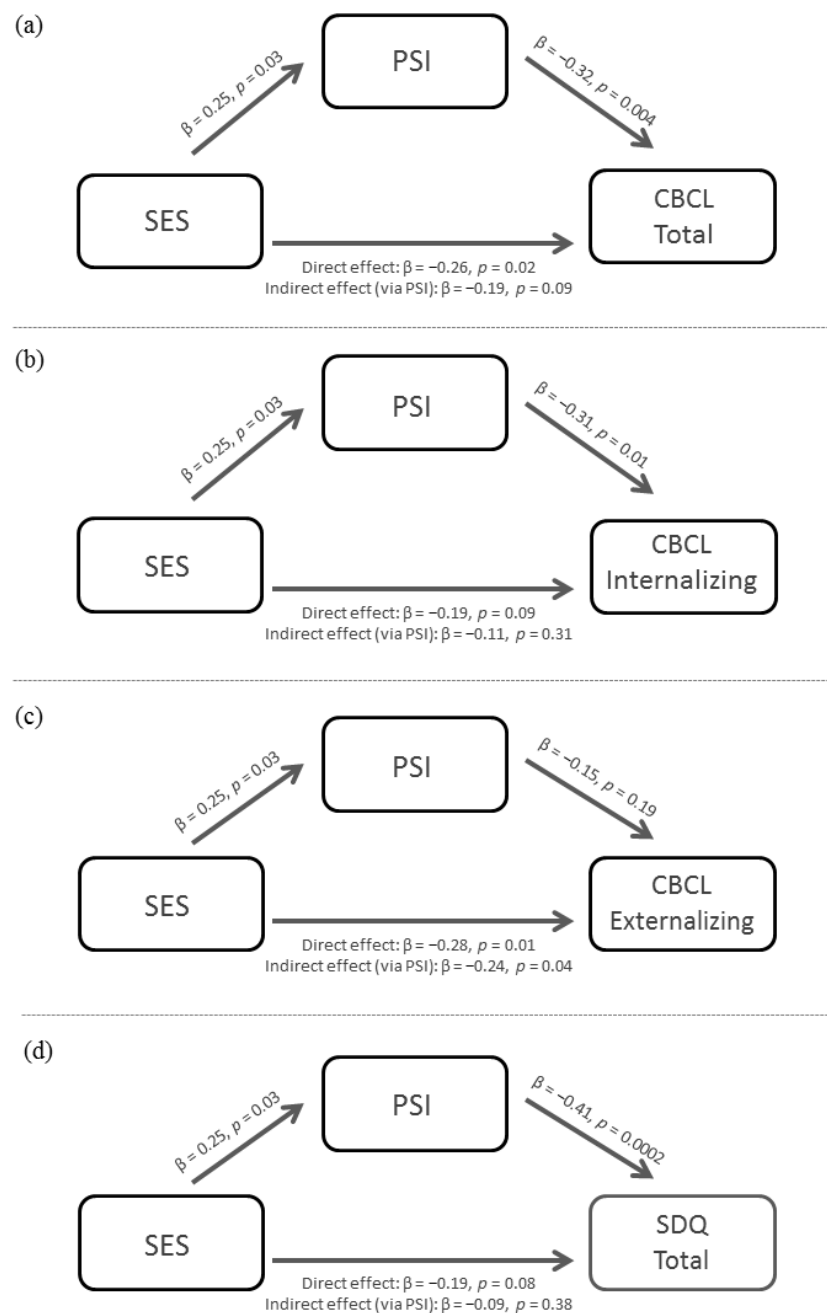 (a)
PSI
β = 0.25, p = 0.03
β = −0.32, p = 0.004
SES
CBCL
Total
Direct effect: β = −0.26, p = 0.02
Indirect effect (via PSI): β = −0.19, p = 0.09
(b)
PSI
β = 0.25, p = 0.03
β = −0.31, p = 0.01
SES
CBCL
Internalizing
Direct effect: β = −0.19, p = 0.09
Indirect effect (via PSI): β = −0.11, p = 0.31
(c)
PSI
β = 0.25, p = 0.03
β = −0.15, p = 0.19
SES
CBCL
Externalizing
Direct effect: β = −0.28, p = 0.01
Indirect effect (via PSI): β = −0.24, p = 0.04
(d)
PSI
β = 0.25, p = 0.03
β = −0.41, p = 0.0002
SES
SDQ
Total
Direct effect: β = −0.19, p = 0.08
Indirect effect (via PSI): β = −0.09, p = 0.38